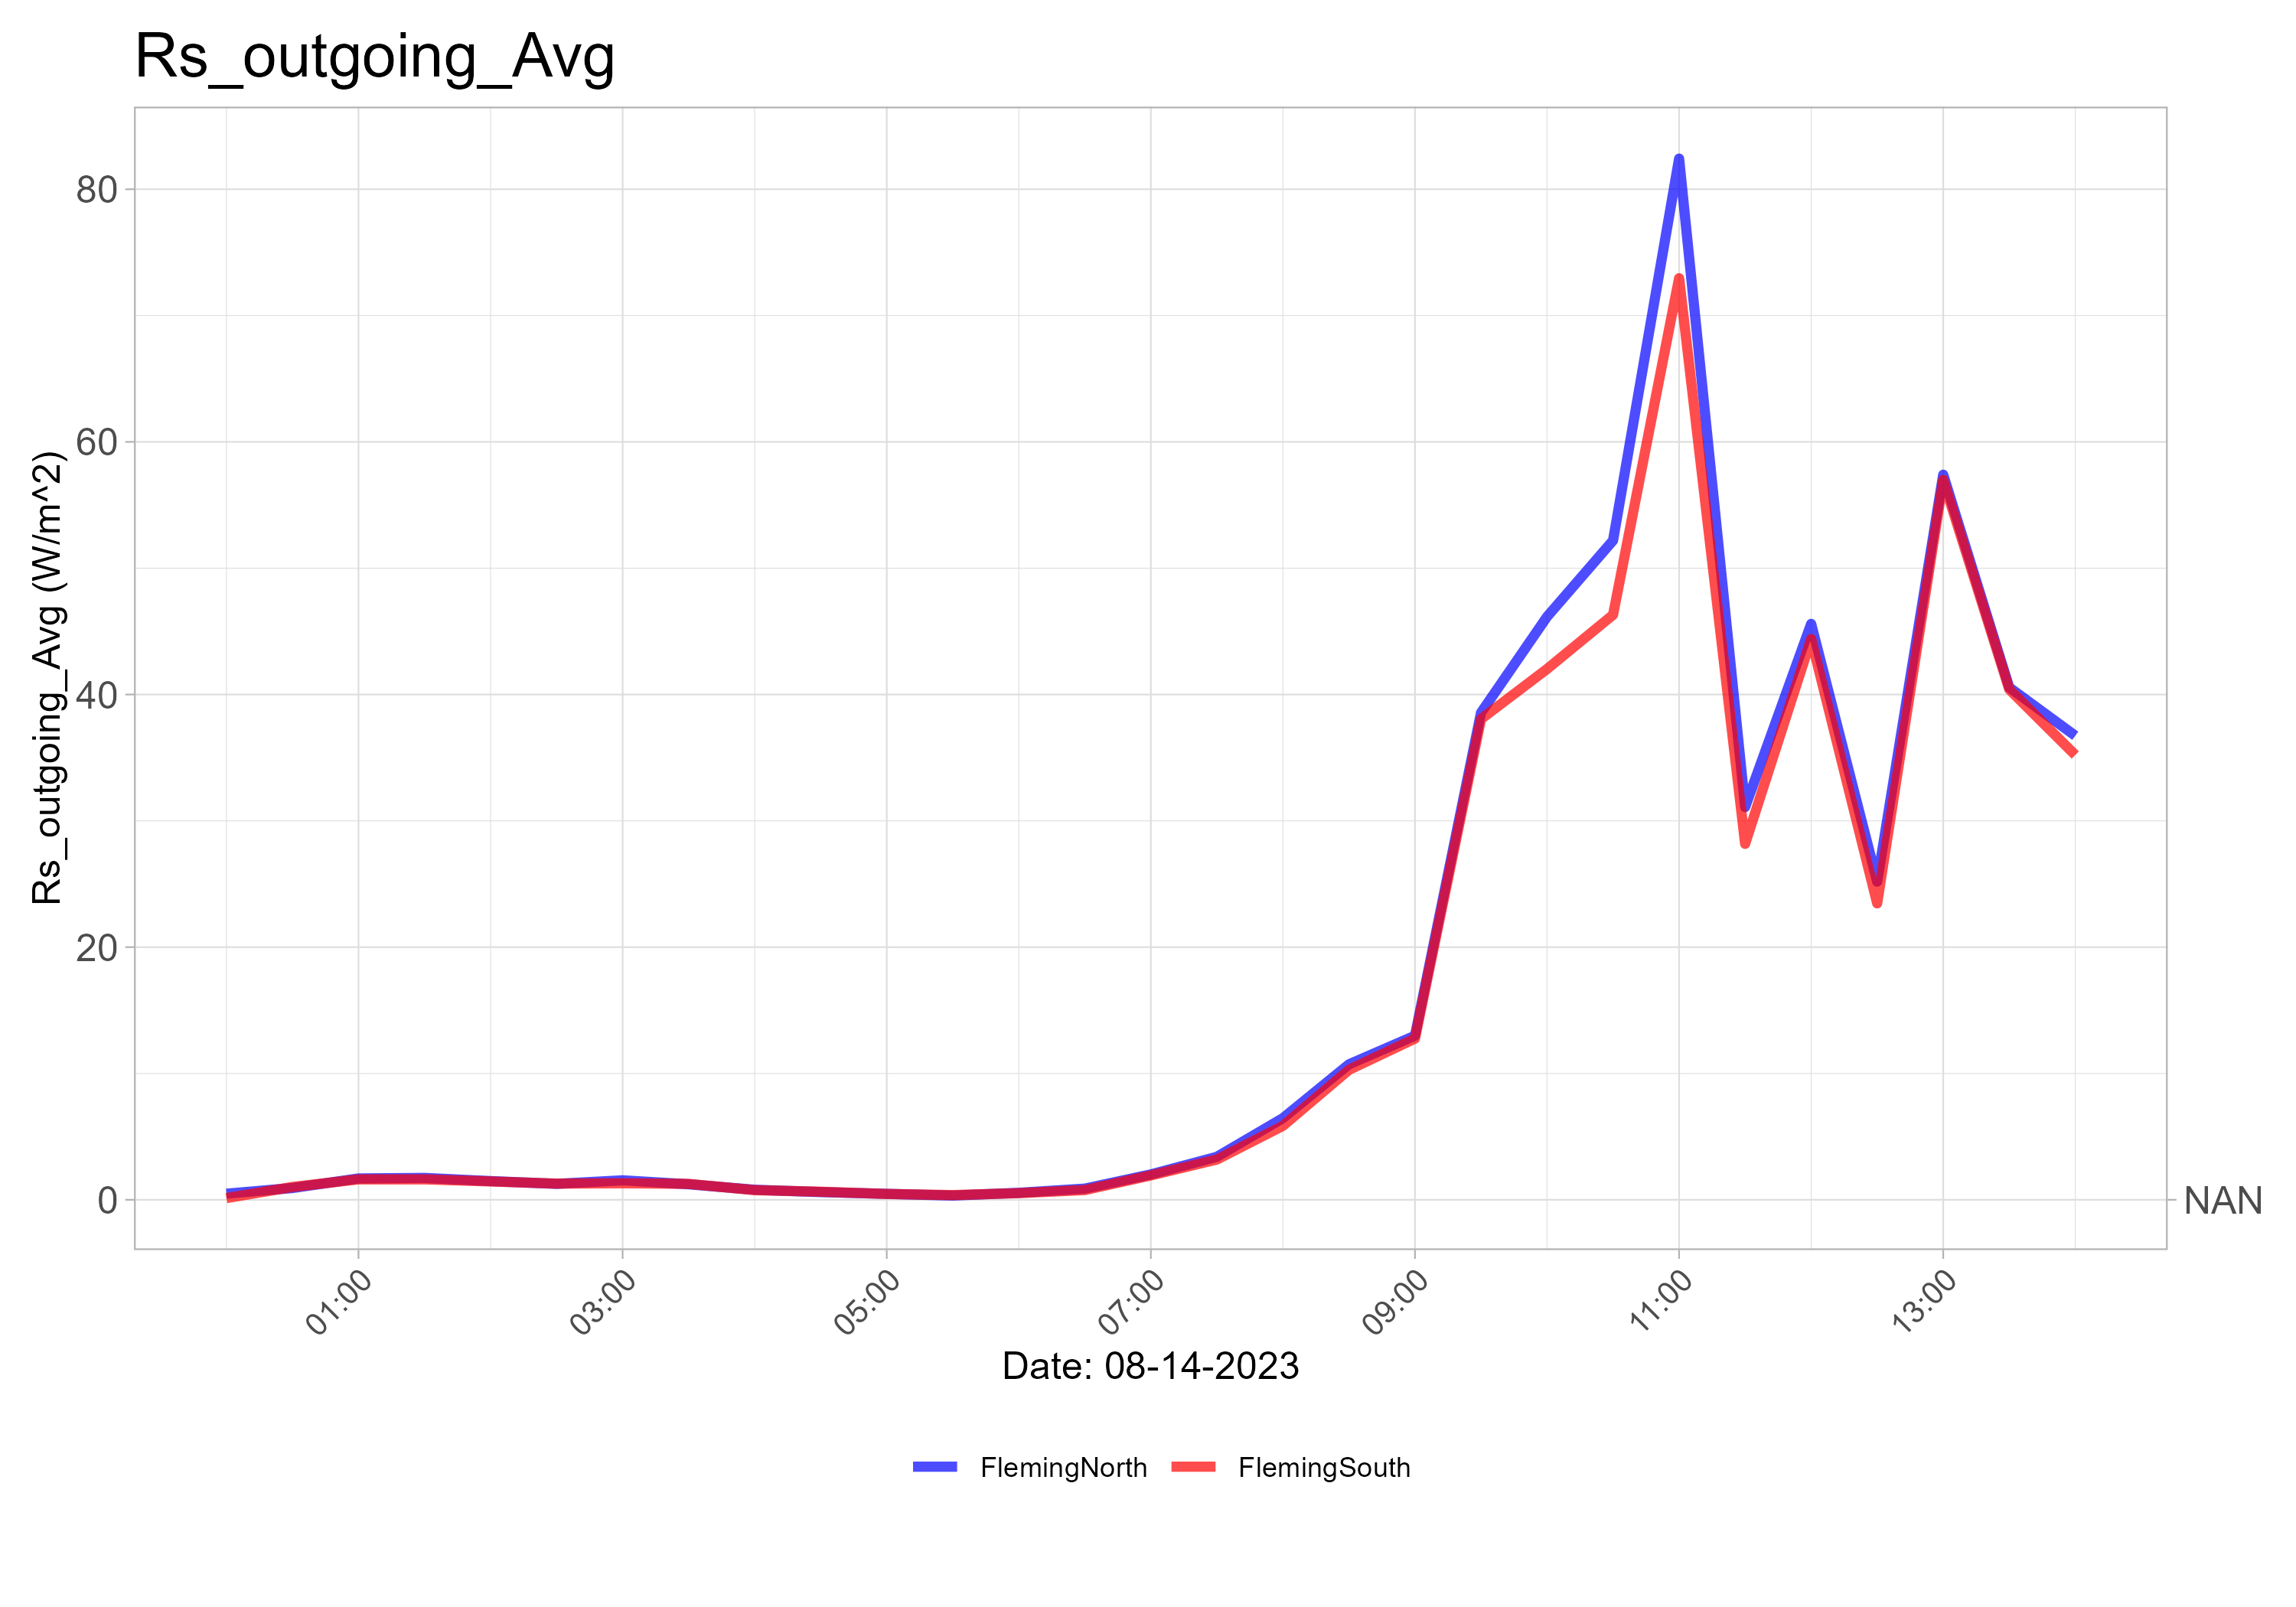 Rs_outgoing_Avg
Rs_outgoing_Avg (W/m^2)
80
60
40
20
0
NAN
01:00
03:00
05:00
07:00
09:00
11:00
13:00
Date: 08-14-2023
FlemingNorth
FlemingSouth